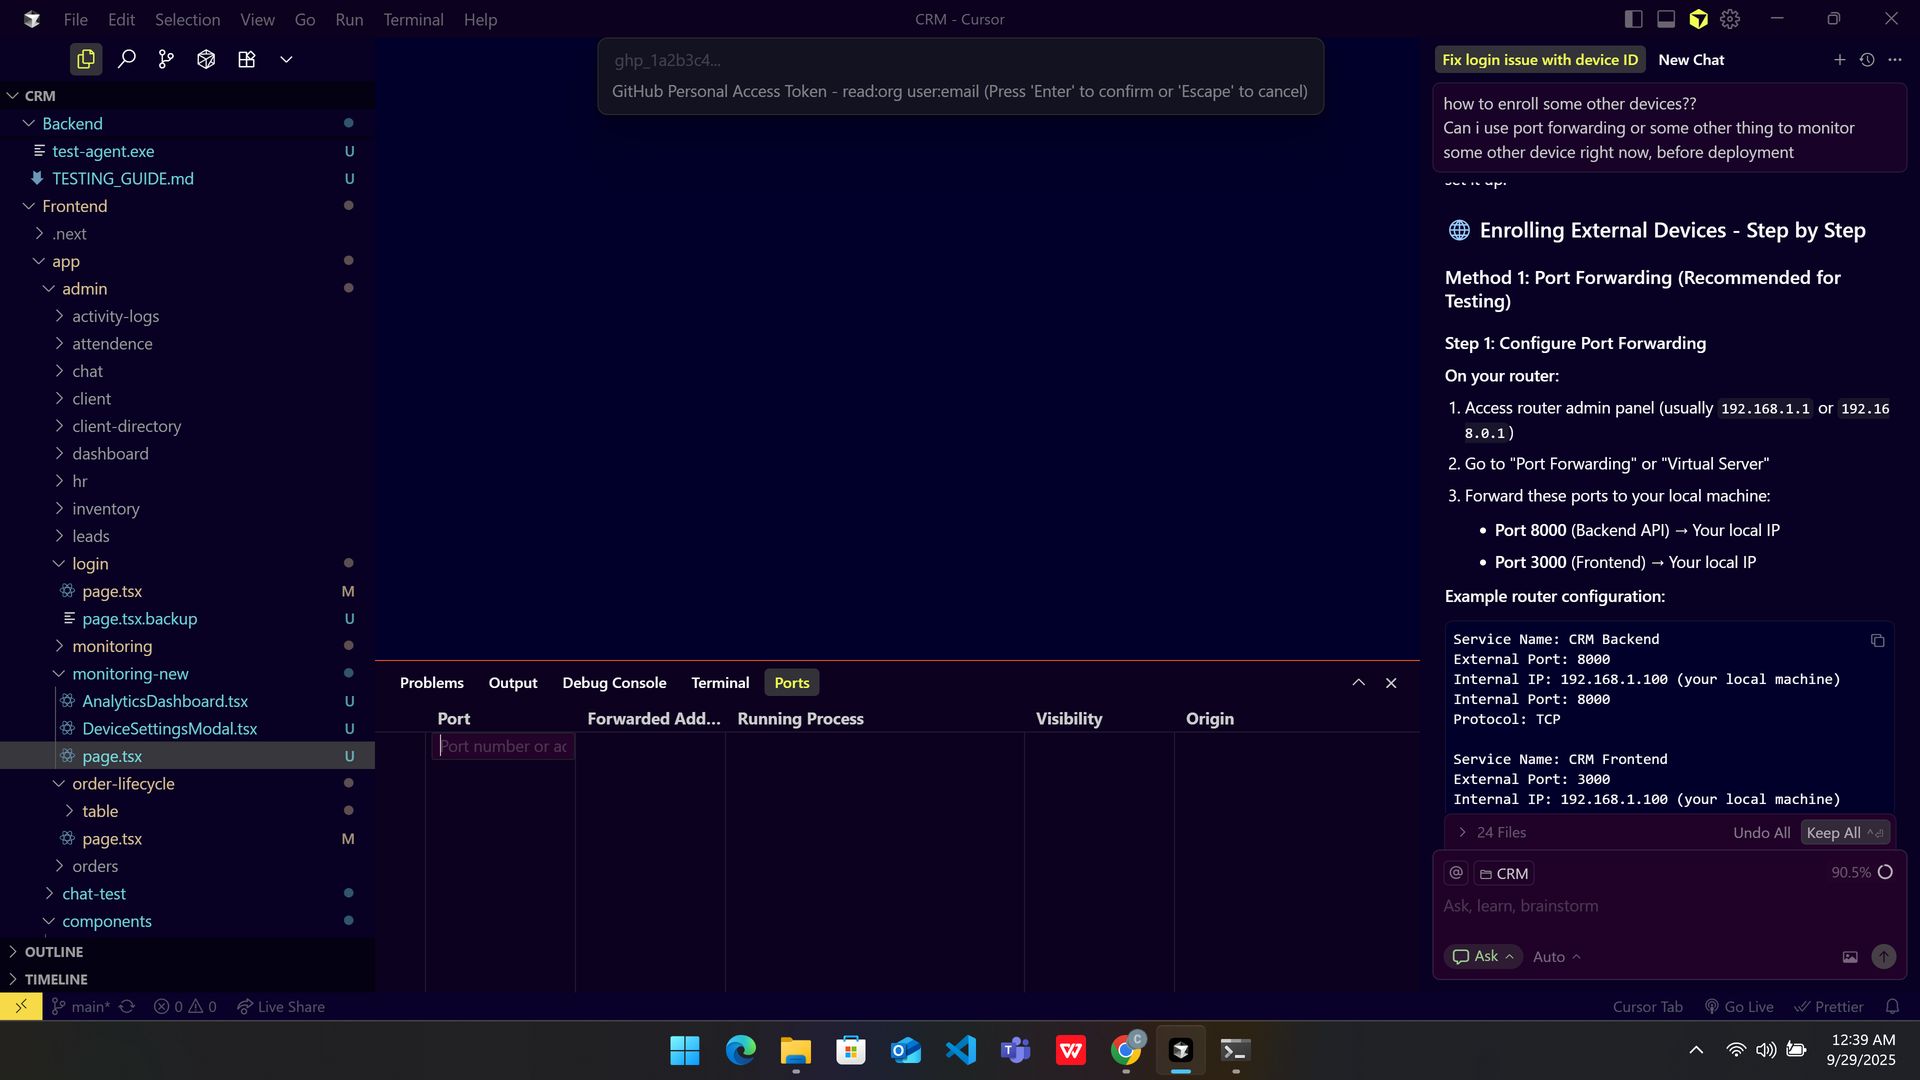 File Edit Selection View Go Run Terminal Help
CRM - Cursor
ghp_1a2b3c4...
GitHub Personal Access Token - read:org user:email (Press 'Enter' to confirm or 'Escape' to cancel)
CRM
Backend
test-agent.exe U
TESTING_GUIDE.md U
Frontend
.next
app
admin
activity-logs
attendence
chat
client
client-directory
dashboard
hr
inventory
leads
login
page.tsx M
page.tsx.backup U
monitoring
monitoring-new
AnalyticsDashboard.tsx U
DeviceSettingsModal.tsx U
page.tsx U
order-lifecycle
table
page.tsx M
orders
chat-test
components
OUTLINE
TIMELINE
Problems Output Debug Console Terminal Ports
Port Forwarded Add... Running Process Visibility Origin
Port number or ac
Fix login issue with device ID New Chat
how to enroll some other devices??
Can i use port forwarding or some other thing to monitor
some other device right now, before deployment
set it up.
Enrolling External Devices - Step by Step
Method 1: Port Forwarding (Recommended for
Testing)
Step 1: Configure Port Forwarding
On your router:
1. Access router admin panel (usually 192.168.1.1 or 192.16
8.0.1)
2. Go to "Port Forwarding" or "Virtual Server"
3. Forward these ports to your local machine:
• Port 8000 (Backend API) → Your local IP
• Port 3000 (Frontend) → Your local IP
Example router configuration:
Service Name: CRM Backend
External Port: 8000
Internal IP: 192.168.1.100 (your local machine)
Internal Port: 8000
Protocol: TCP
Service Name: CRM Frontend
External Port: 3000
Internal IP: 192.168.1.100 (your local machine)
24 Files Undo All Keep All
@ CRM 90.5%
Ask, learn, brainstorm
Ask Auto
main* 0 0 Live Share
Cursor Tab Go Live Prettier
C
12:39 AM
9/29/2025